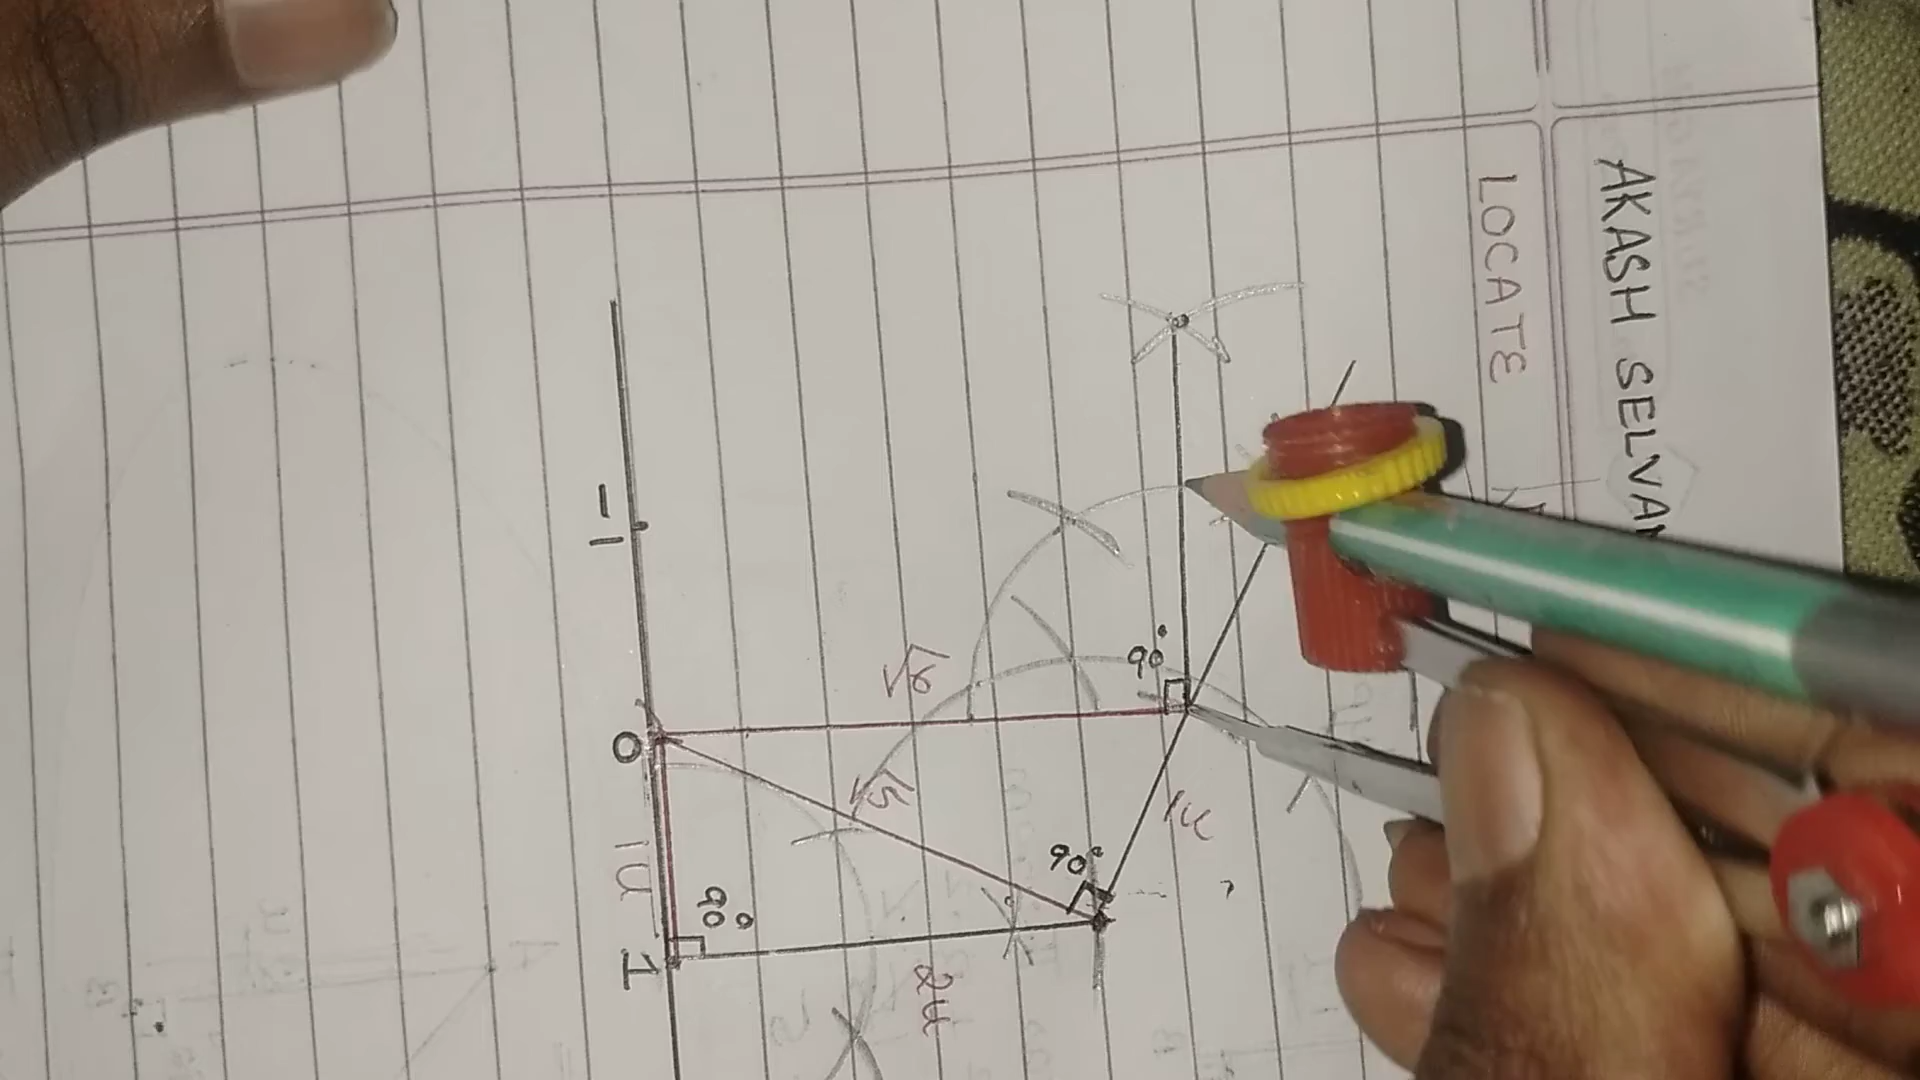 AKASH SELVAN
LOCATE
90°
√6
√5
1u
90°
-1
0
1U
1
90°
2u